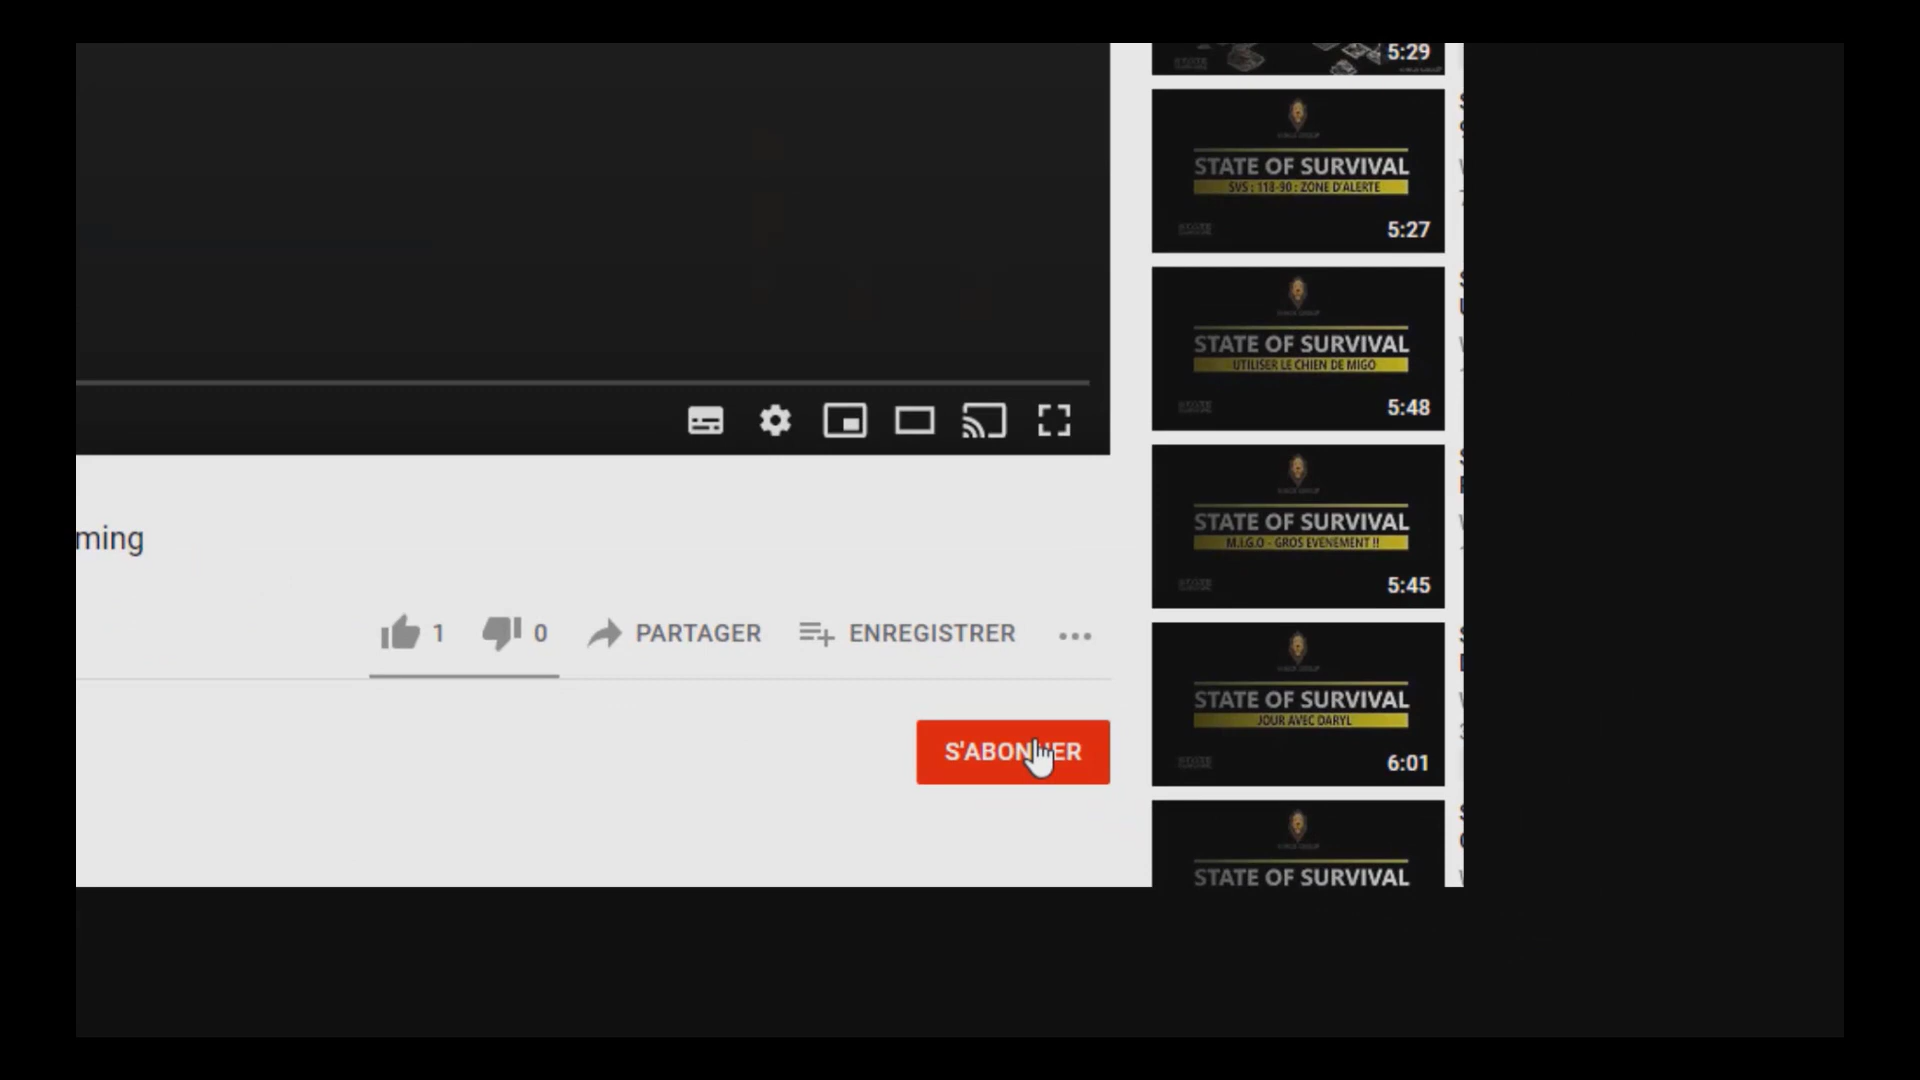 ming
1
0
PARTAGER
ENREGISTRER
S'ABONNER
5:29
STATE OF SURVIVAL
SVS : 118-90 : ZONE D'ALERTE
5:27
STATE OF SURVIVAL
UTILISER LE CHIEN DE MIGO
5:48
STATE OF SURVIVAL
M.I.G.O - GROS EVENEMENT !!
5:45
STATE OF SURVIVAL
JOUR AVEC DARYL
6:01
STATE OF SURVIVAL